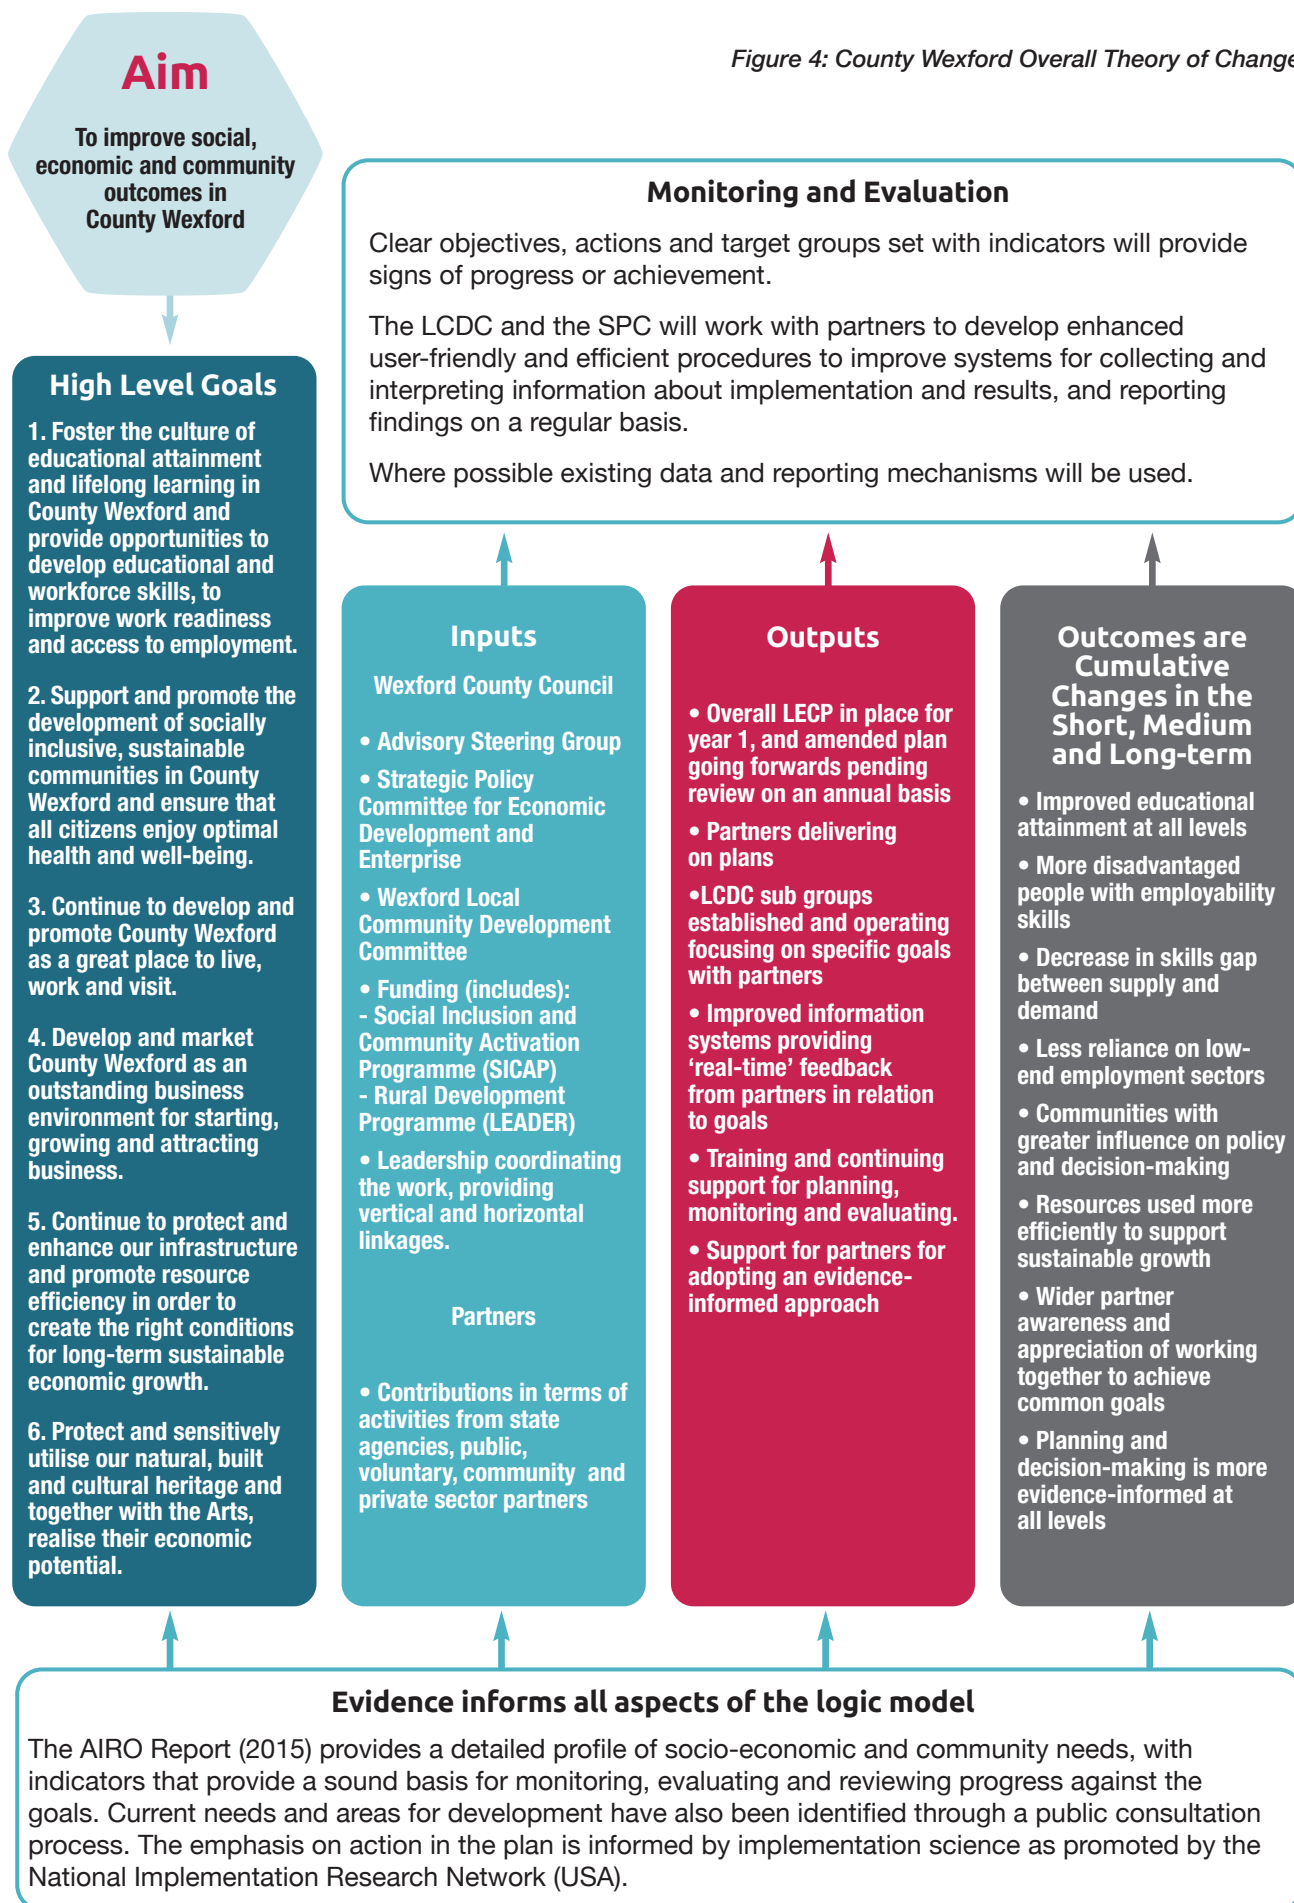 Figure 4: County Wexford Overall Theory of Change
Aim
To improve social,
economic and community
outcomes in
County Wexford
Monitoring and Evaluation
Clear objectives, actions and target groups set with indicators will provide
signs of progress or achievement.
The LCDC and the SPC will work with partners to develop enhanced
user-friendly and efficient procedures to improve systems for collecting and
interpreting information about implementation and results, and reporting
findings on a regular basis.
Where possible existing data and reporting mechanisms will be used.
High Level Goals
1. Foster the culture of
educational attainment
and lifelong learning in
County Wexford and
provide opportunities to
develop educational and
workforce skills, to
improve work readiness
and access to employment.
2. Support and promote the
development of socially
inclusive, sustainable
communities in County
Wexford and ensure that
all citizens enjoy optimal
health and well-being.
3. Continue to develop and
promote County Wexford
as a great place to live,
work and visit.
4. Develop and market
County Wexford as an
outstanding business
environment for starting,
growing and attracting
business.
5. Continue to protect and
enhance our infrastructure
and promote resource
efficiency in order to
create the right conditions
for long-term sustainable
economic growth.
6. Protect and sensitively
utilise our natural, built
and cultural heritage and
together with the Arts,
realise their economic
potential.
Inputs
Wexford County Council
• Advisory Steering Group
• Strategic Policy
Committee for Economic
Development and
Enterprise
• Wexford Local
Community Development
Committee
• Funding (includes):
- Social Inclusion and
Community Activation
Programme (SICAP)
- Rural Development
Programme (LEADER)
• Leadership coordinating
the work, providing
vertical and horizontal
linkages.
Partners
• Contributions in terms of
activities from state
agencies, public,
voluntary, community and
private sector partners
Outputs
• Overall LECP in place for
year 1, and amended plan
going forwards pending
review on an annual basis
• Partners delivering
on plans
•LCDC sub groups
established and operating
focusing on specific goals
with partners
• Improved information
systems providing
‘real-time’ feedback
from partners in relation
to goals
• Training and continuing
support for planning,
monitoring and evaluating.
• Support for partners for
adopting an evidence-
informed approach
Outcomes are
Cumulative
Changes in the
Short, Medium
and Long-term
• Improved educational
attainment at all levels
• More disadvantaged
people with employability
skills
• Decrease in skills gap
between supply and
demand
• Less reliance on low-
end employment sectors
• Communities with
greater influence on policy
and decision-making
• Resources used more
efficiently to support
sustainable growth
• Wider partner
awareness and
appreciation of working
together to achieve
common goals
• Planning and
decision-making is more
evidence-informed at
all levels
Evidence informs all aspects of the logic model
The AIRO Report (2015) provides a detailed profile of socio-economic and community needs, with
indicators that provide a sound basis for monitoring, evaluating and reviewing progress against the
goals. Current needs and areas for development have also been identified through a public consultation
process. The emphasis on action in the plan is informed by implementation science as promoted by the
National Implementation Research Network (USA).